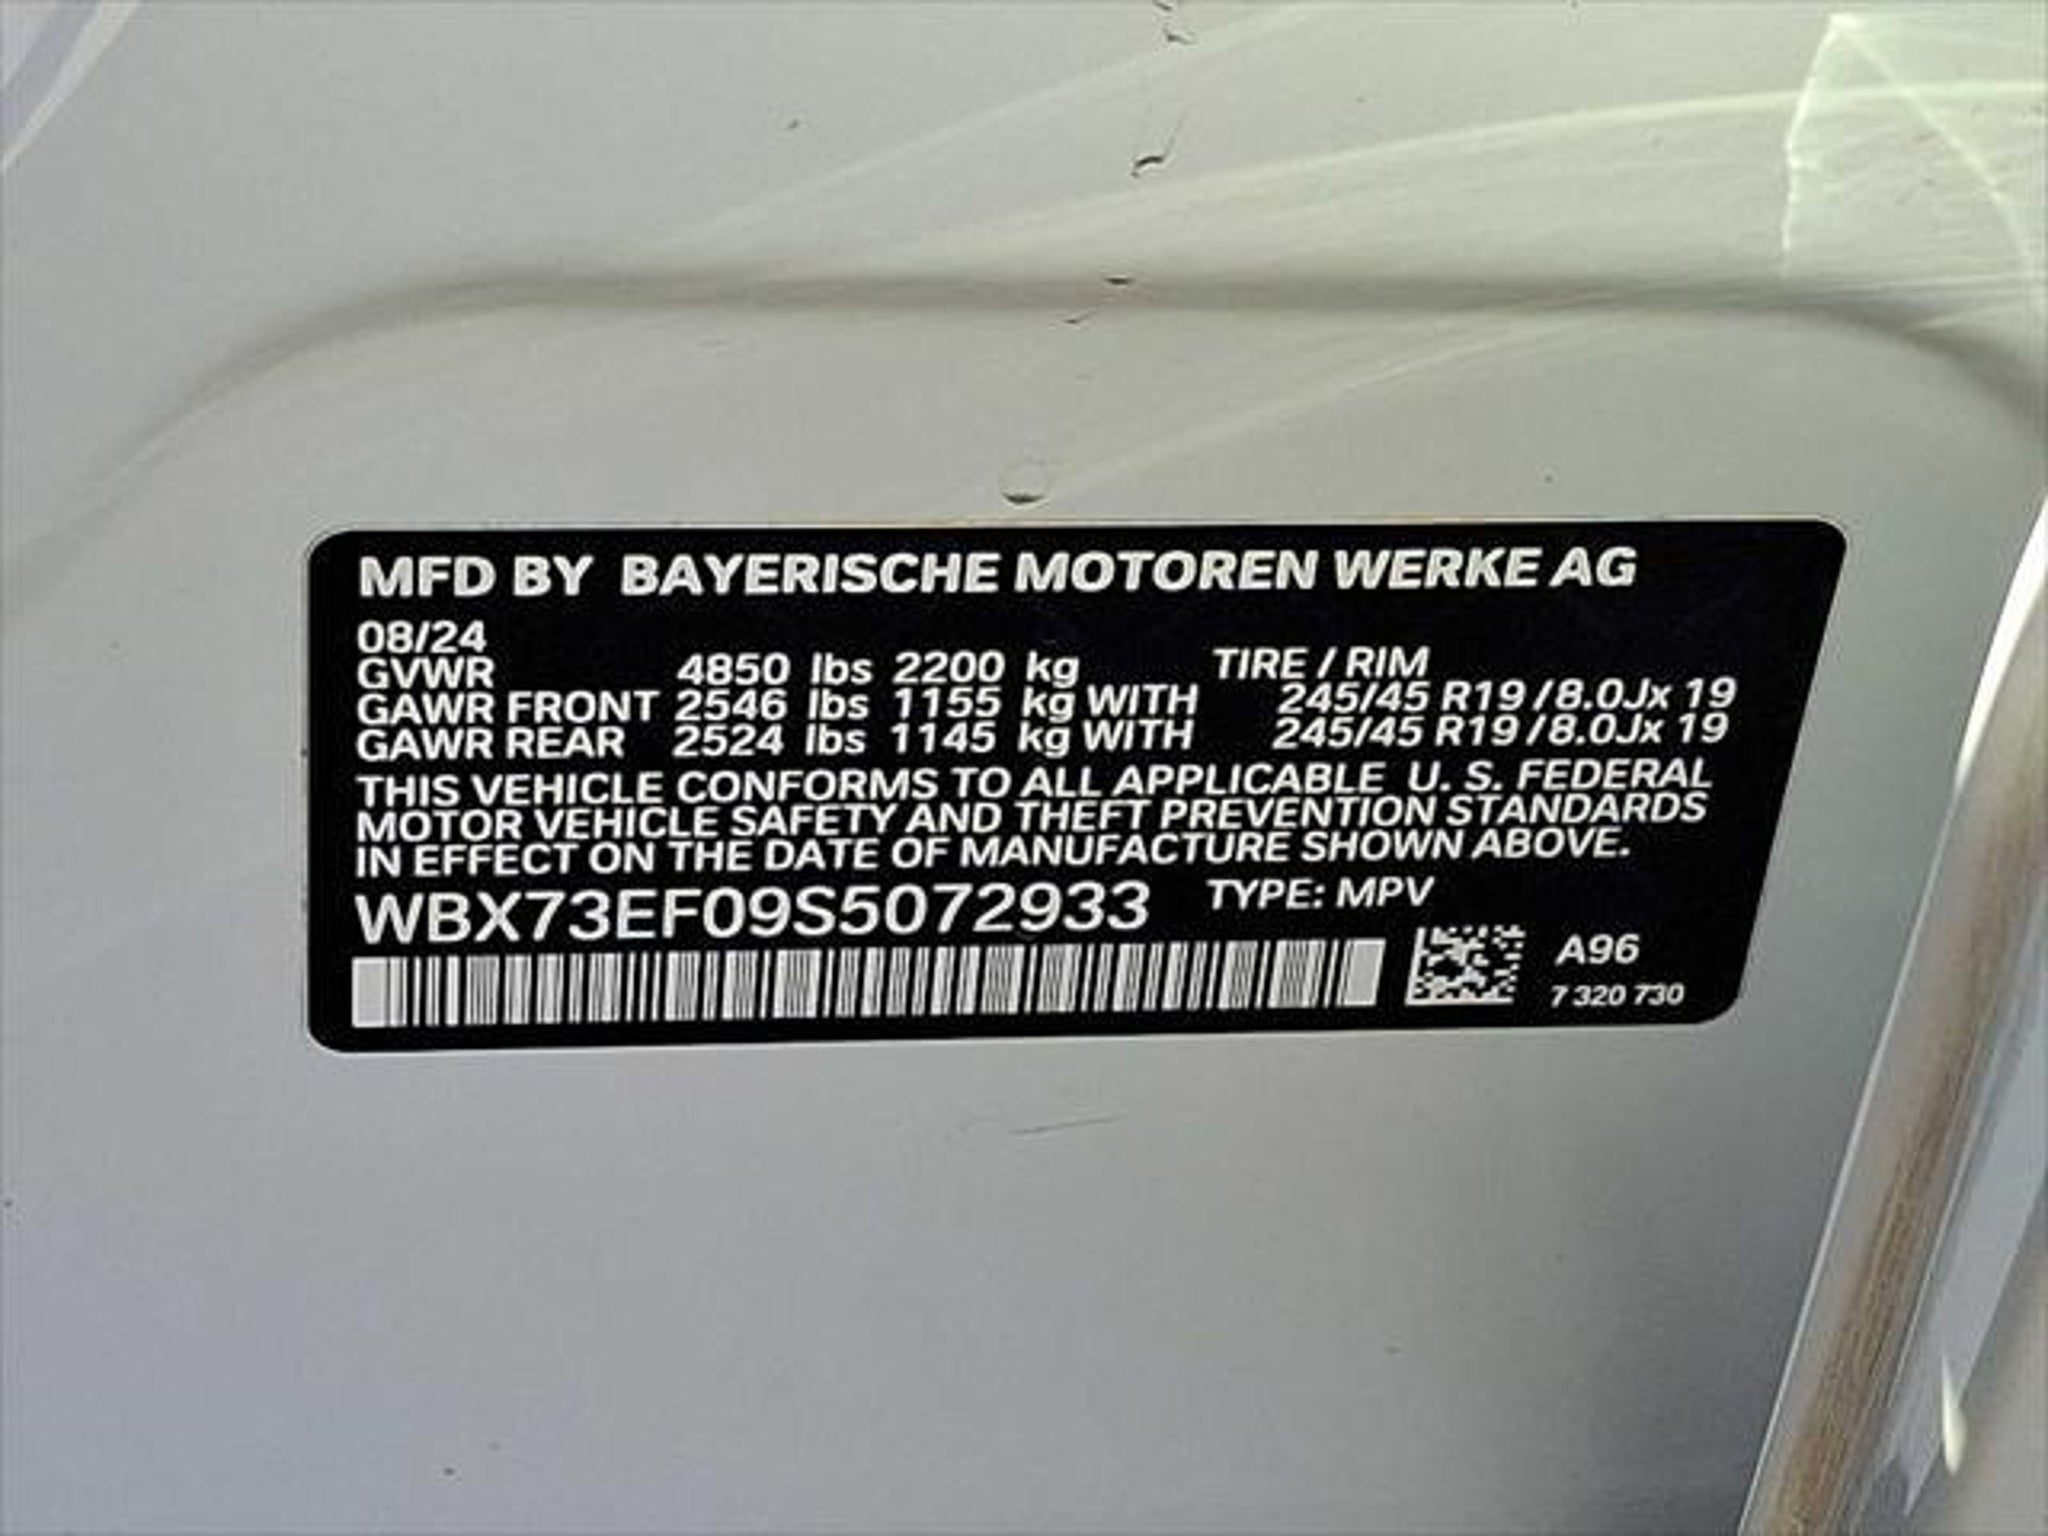 MFD BY BAYERISCHE MOTOREN WERKE AG
08/24
GVWR 4850 lbs 2200 kg TIRE / RIM
GAWR FRONT 2546 lbs 1155 kg WITH 245/45 R19 / 8.0Jx 19
GAWR REAR 2524 lbs 1145 kg WITH 245/45 R19 / 8.0Jx 19
THIS VEHICLE CONFORMS TO ALL APPLICABLE U. S. FEDERAL
MOTOR VEHICLE SAFETY AND THEFT PREVENTION STANDARDS
IN EFFECT ON THE DATE OF MANUFACTURE SHOWN ABOVE.
WBX73EF09S5072933 TYPE: MPV
A96
7 320 730